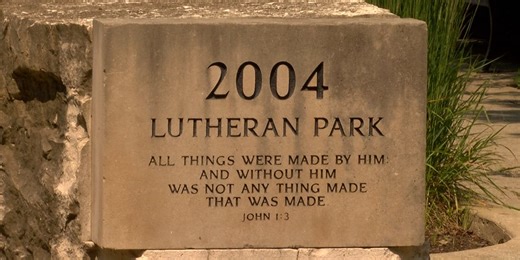 2004
LUTHERAN PARK
ALL THINGS WERE MADE BY HIM
AND WITHOUT HIM
WAS NOT ANY THING MADE
THAT WAS MADE
JOHN 1:3